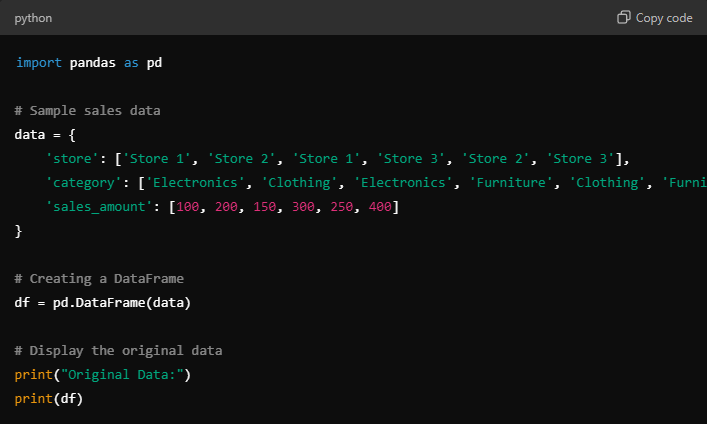 python
Copy code
import pandas as pd
# Sample sales data
data = {
    'store': ['Store 1', 'Store 2', 'Store 1', 'Store 3', 'Store 2', 'Store 3'],
    'category': ['Electronics', 'Clothing', 'Electronics', 'Furniture', 'Clothing', 'Furni
    'sales_amount': [100, 200, 150, 300, 250, 400]
}
# Creating a DataFrame
df = pd.DataFrame(data)
# Display the original data
print("Original Data:")
print(df)